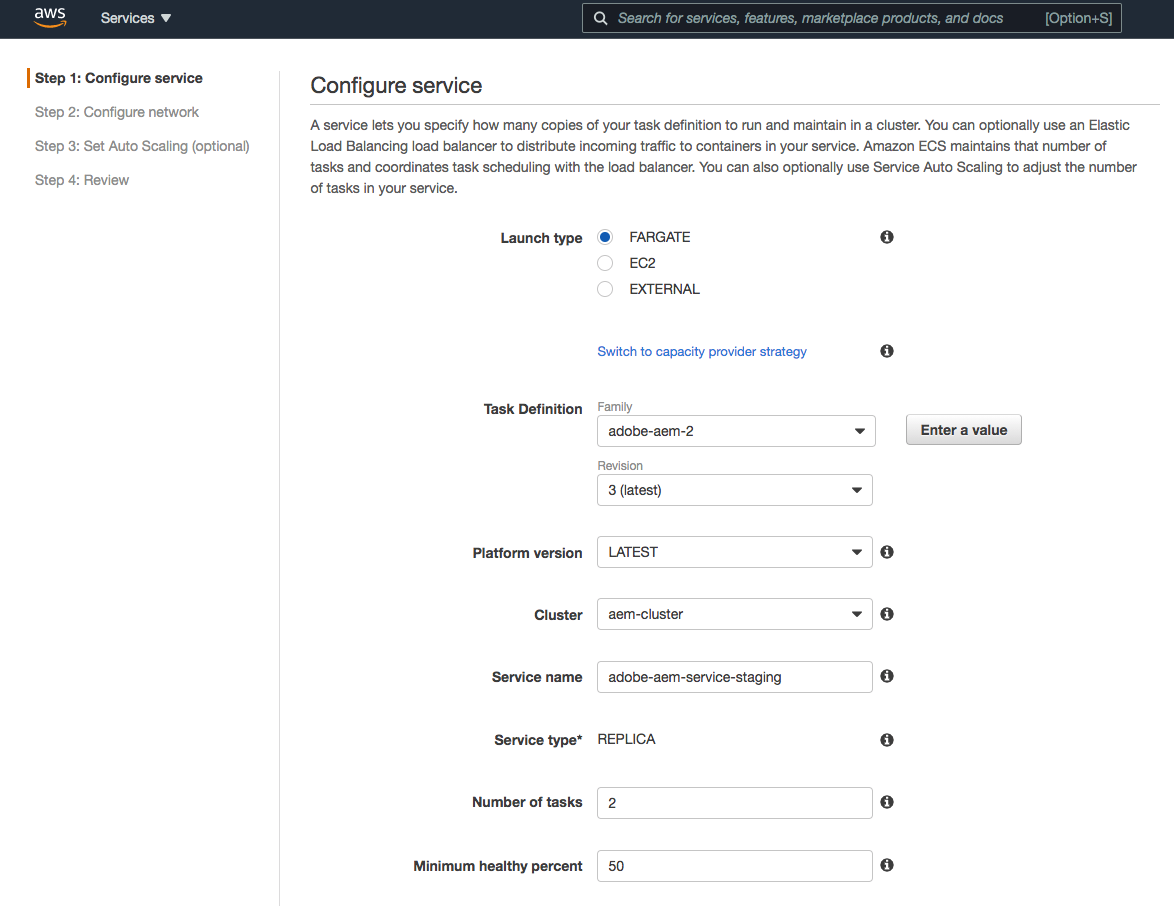 aws
Services
Search for services, features, marketplace products, and docs [Option+S]
Step 1: Configure service
Step 2: Configure network
Step 3: Set Auto Scaling (optional)
Step 4: Review
Configure service
A service lets you specify how many copies of your task definition to run and maintain in a cluster. You can optionally use an Elastic
Load Balancing load balancer to distribute incoming traffic to containers in your service. Amazon ECS maintains that number of
tasks and coordinates task scheduling with the load balancer. You can also optionally use Service Auto Scaling to adjust the number
of tasks in your service.
Launch type
FARGATE
EC2
EXTERNAL
Switch to capacity provider strategy
Task Definition
Family
adobe-aem-2
Enter a value
Revision
3 (latest)
Platform version
LATEST
Cluster
aem-cluster
Service name
adobe-aem-service-staging
Service type*
REPLICA
Number of tasks
2
Minimum healthy percent
50